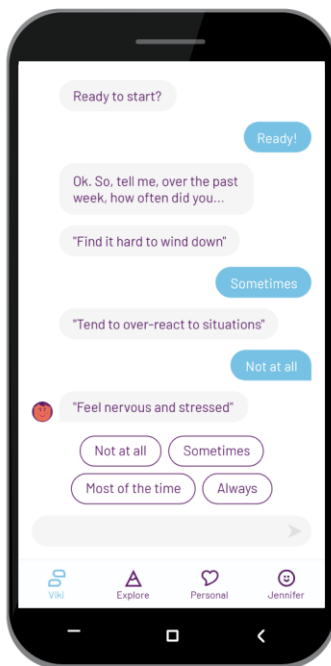 Ready to start?
Ready!
Ok. So, tell me, over the past
week, how often did you...
"Find it hard to wind down"
Sometimes
"Tend to over-react to situations"
Not at all
"Feel nervous and stressed"
Not at all
Sometimes
Most of the time
Always
Viki
Explore
Personal
Jennifer